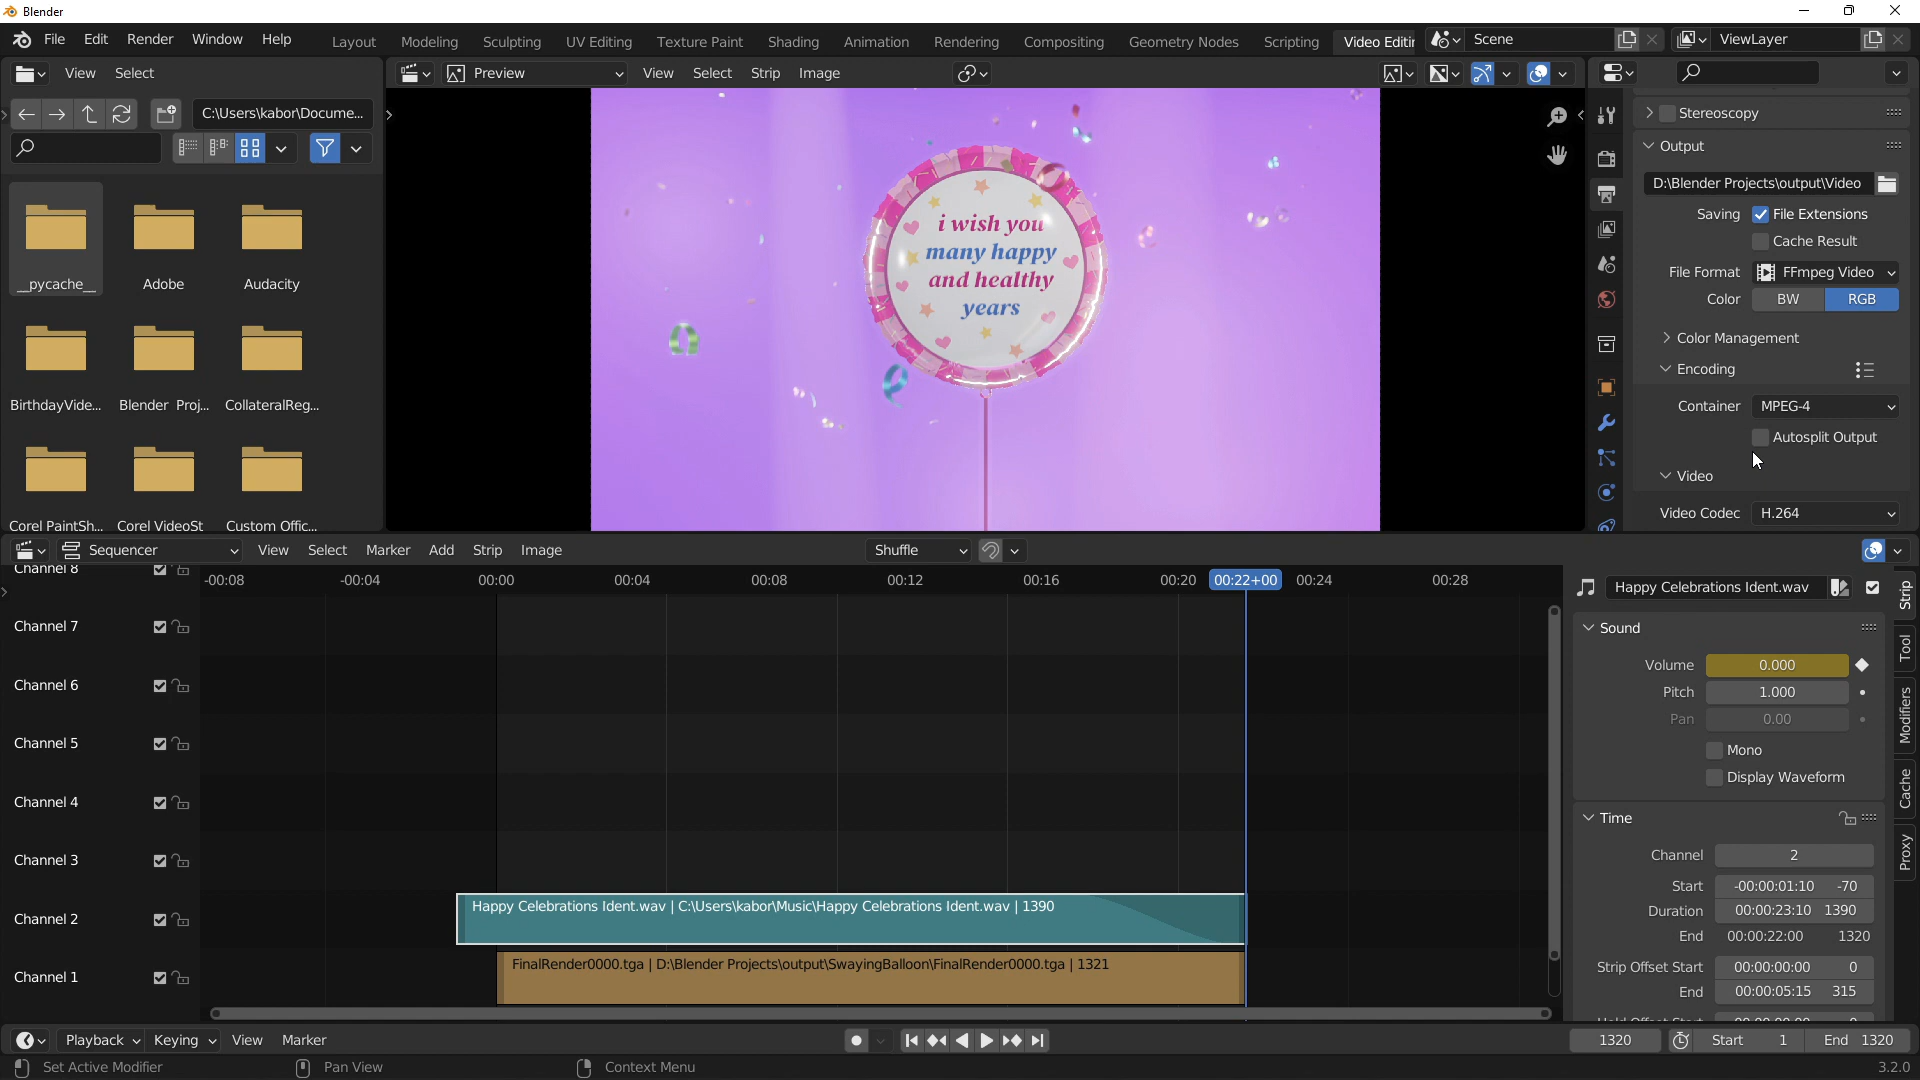 Blender
File Edit Render Window Help
Layout Modeling Sculpting UV Editing Texture Paint Shading Animation Rendering Compositing Geometry Nodes Scripting Video Editir
Scene
ViewLayer
View Select
Preview
View Select Strip Image
C:\Users\kabor\Docume...
Stereoscopy
Output
D:\Blender Projects\output\Video
Saving File Extensions
Cache Result
File Format FFmpeg Video
Color BW RGB
Color Management
Encoding
Container MPEG-4
Autosplit Output
Video
Video Codec H.264
__pycache__ Adobe Audacity
BirthdayVide... Blender Proj... CollateralReg...
Corel PaintSh... Corel VideoSt Custom Offic...
i wish you
many happy
and healthy
years
Sequencer
View Select Marker Add Strip Image
Shuffle
Channel 8
-00:08 -00:04 00:00 00:04 00:08 00:12 00:16 00:20 00:22+00 00:24 00:28
Channel 7
Channel 6
Channel 5
Channel 4
Channel 3
Channel 2
Channel 1
Happy Celebrations Ident.wav | C:\Users\kabor\Music\Happy Celebrations Ident.wav | 1390
FinalRender0000.tga | D:\Blender Projects\output\SwayingBalloon\FinalRender0000.tga | 1321
Happy Celebrations Ident.wav
Sound
Volume 0.000
Pitch 1.000
Pan 0.00
Mono
Display Waveform
Time
Channel 2
Start -00:00:01:10 -70
Duration 00:00:23:10 1390
End 00:00:22:00 1320
Strip Offset Start 00:00:00:00 0
End 00:00:05:15 315
Hold Offset Start 00:00:00:00 0
Strip
Tool
Modifiers
Cache
Proxy
Playback Keying View Marker
1320
Start 1
End 1320
Set Active Modifier
Pan View
Context Menu
3.2.0